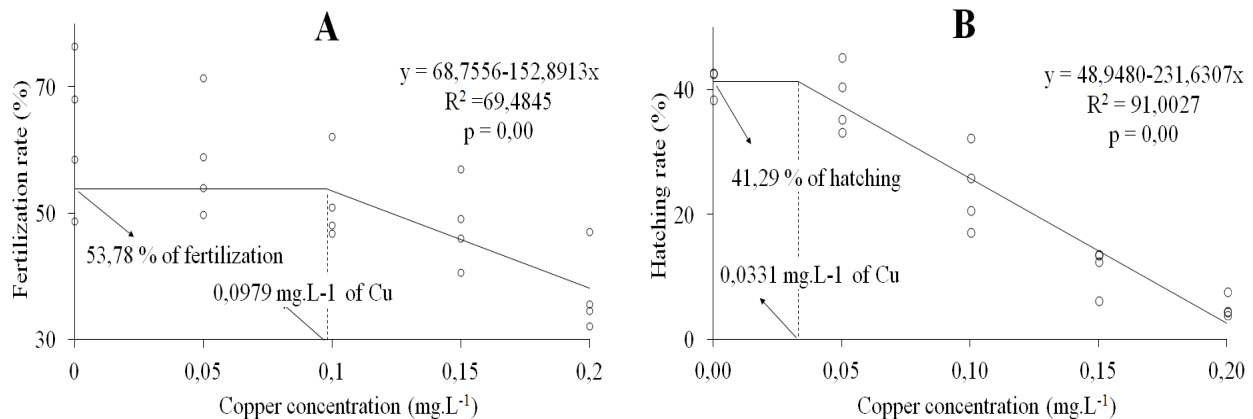 A
y = 68,7556-152,8913x
R² =69,4845
p = 0,00
Fertilization rate (%)
70
50
30
53,78 % of fertilization
0,0979 mg.L-1 of Cu
0
0,05
0,1
0,15
0,2
Copper concentration (mg.L⁻¹)
B
y = 48,9480-231,6307x
R² = 91,0027
p = 0,00
Hatching rate (%)
40
20
0
41,29 % of hatching
0,0331 mg.L-1 of Cu
0,00
0,05
0,10
0,15
0,20
Copper concentration (mg.L⁻¹)